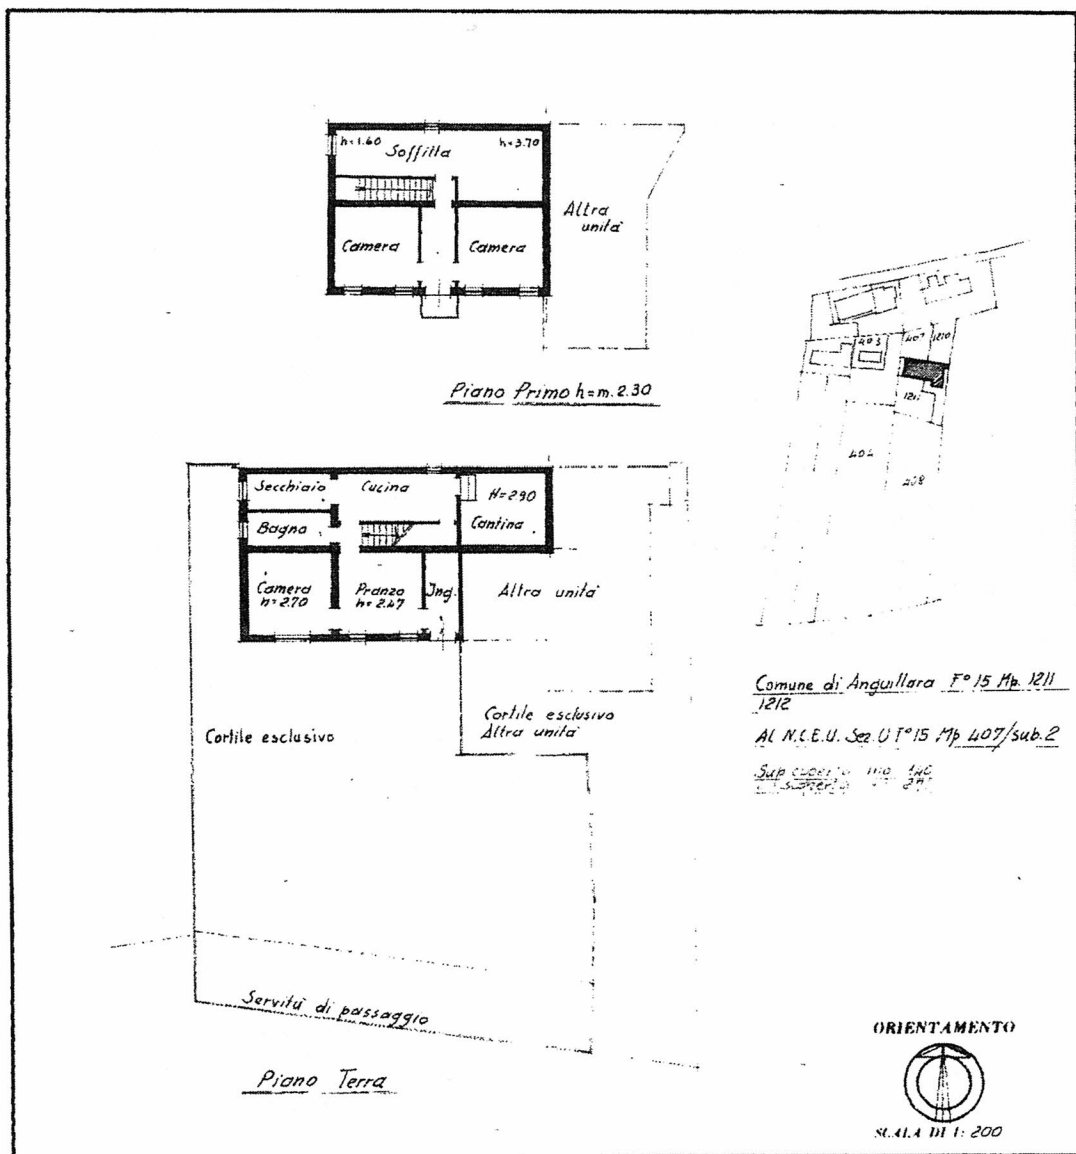 h=1.60
h=3.70
Soffitta
Altra
unità
Camera
Camera
Piano Primo h=m.2.30
403
407
1210
1211
404
408
Secchiaio
Cucina
H=290
Bagno
Cantina
Camera
h=2.70
Pranzo
h=2.47
Ing.
Altra unità
Comune di Anguillara F° 15 Mp. 1211
1212
Cortile esclusivo
Altra unità
Cortile esclusivo
Al N.C.E.U. Sez. U F° 15 Mp 407/sub.2
Sup
Servitù di passaggio
Piano Terra
ORIENTAMENTO
SCALA DI 1: 200